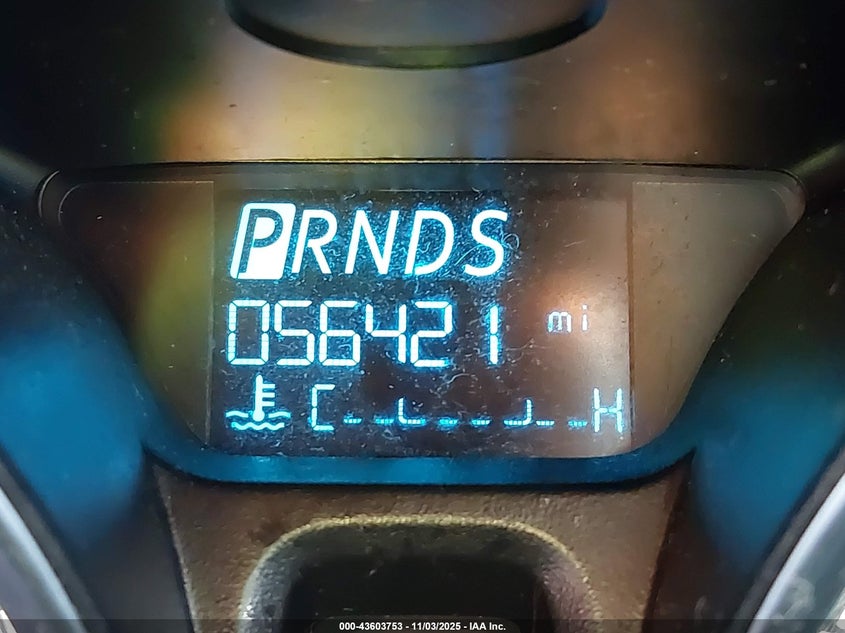 PRNDS
056421 mi
C H
000-43603753 - 11/03/2025 - IAA Inc.